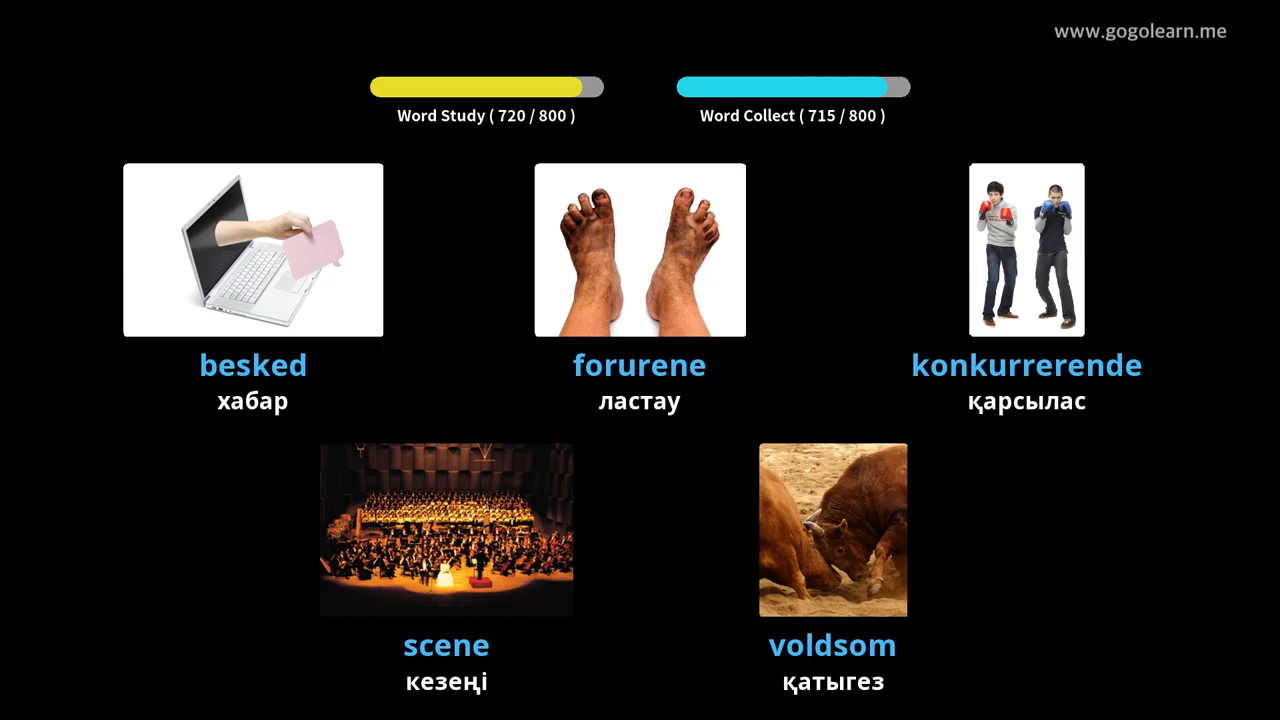 www.gogolearn.me
Word Study ( 720 / 800 )
Word Collect ( 715 / 800 )
besked
хабар
forurene
ластау
konkurrerende
қарсылас
scene
кезеңі
voldsom
қатыгез